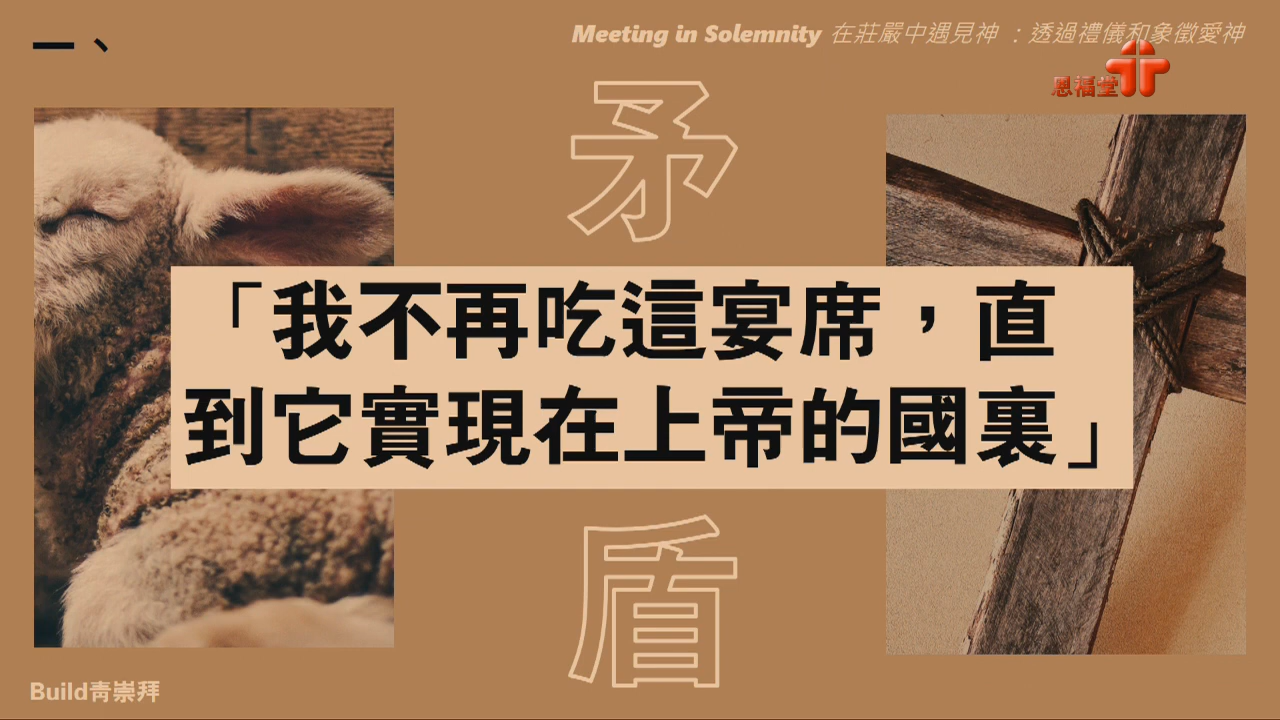 一、
Meeting in Solemnity 在莊嚴中遇見神 :透過禮儀和象徵愛神
恩福堂
矛
「我不再吃這宴席,直
到它實現在上帝的國裏」
盾
Build青崇拜